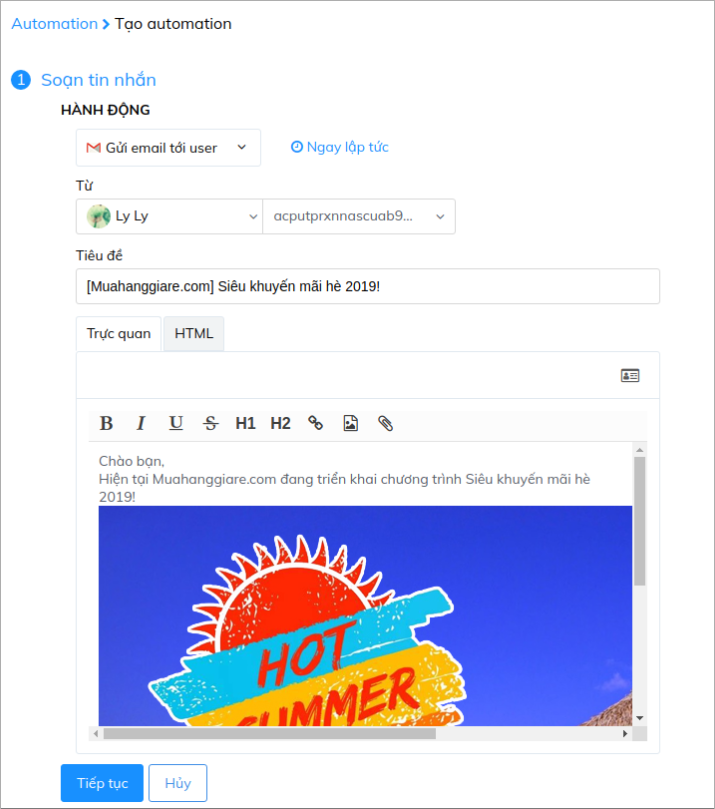 Automation > Tạo automation
1 Soạn tin nhắn
HÀNH ĐỘNG
Gửi email tới user
Ngay lập tức
Từ
Ly Ly
acputprxnnascuab9...
Tiêu đề
[Muahanggiare.com] Siêu khuyến mãi hè 2019!
Trực quan
HTML
B I U S H1 H2
Chào bạn,
Hiện tại Muahanggiare.com đang triển khai chương trình Siêu khuyến mãi hè
2019!
HOT
SUMMER
Tiếp tục
Hủy